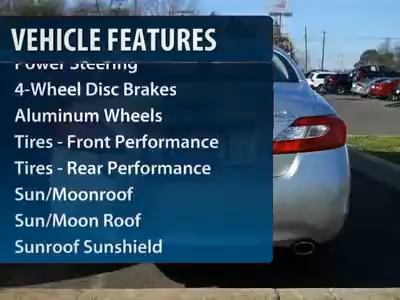 VEHICLE FEATURES
Power Steering
4-Wheel Disc Brakes
Aluminum Wheels
Tires - Front Performance
Tires - Rear Performance
Sun/Moonroof
Sun/Moon Roof
Sunroof Sunshield